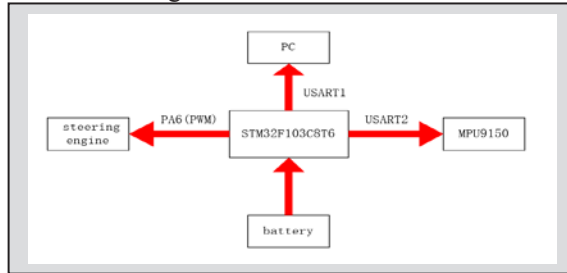 PC
USART1
PA6(PWM)
USART2
steering
engine
STM32F103C8T6
MPU9150
battery